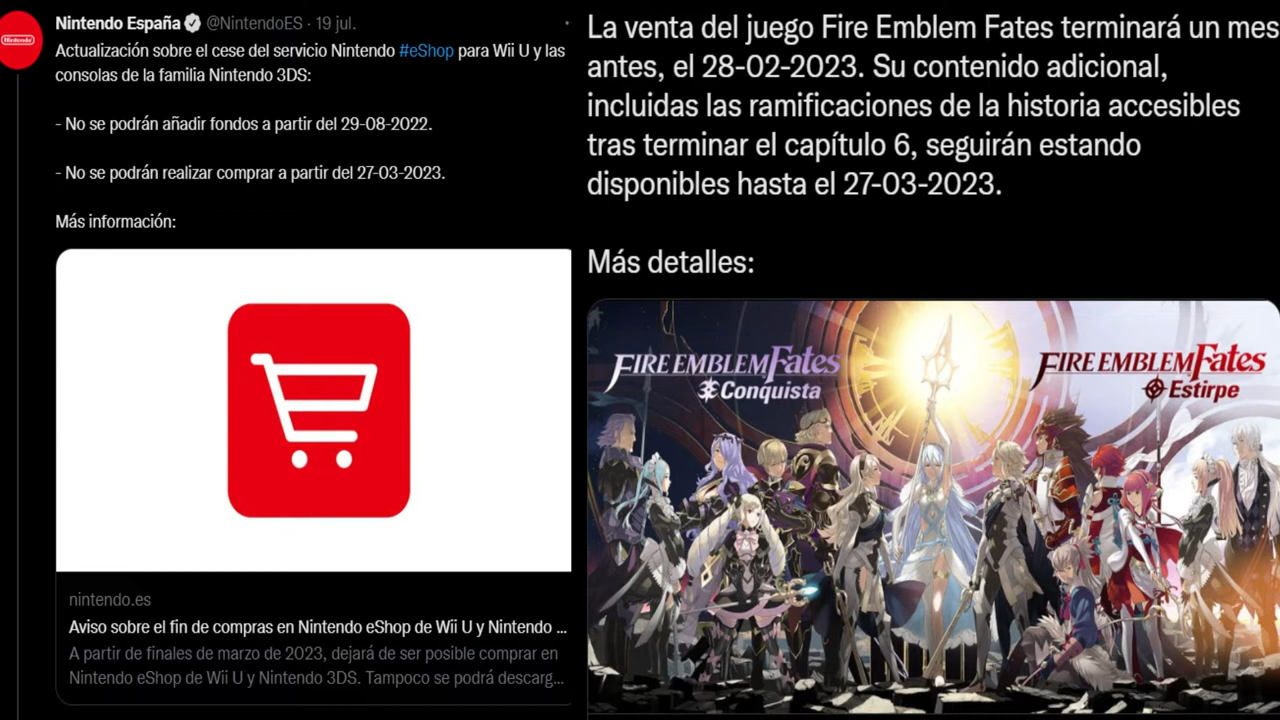 Nintendo España @NintendoES · 19 jul.
Actualización sobre el cese del servicio Nintendo #eShop para Wii U y las
consolas de la familia Nintendo 3DS:
- No se podrán añadir fondos a partir del 29-08-2022.
- No se podrán realizar comprar a partir del 27-03-2023.
Más información:
Nintendo
nintendo.es
Aviso sobre el fin de compras en Nintendo eShop de Wii U y Nintendo ...
A partir de finales de marzo de 2023, dejará de ser posible comprar en
Nintendo eShop de Wii U y Nintendo 3DS. Tampoco se podrá descarg...
La venta del juego Fire Emblem Fates terminará un mes
antes, el 28-02-2023. Su contenido adicional,
incluidas las ramificaciones de la historia accesibles
tras terminar el capítulo 6, seguirán estando
disponibles hasta el 27-03-2023.
Más detalles:
FIRE EMBLEM Fates
Conquista
FIRE EMBLEM Fates
Estirpe